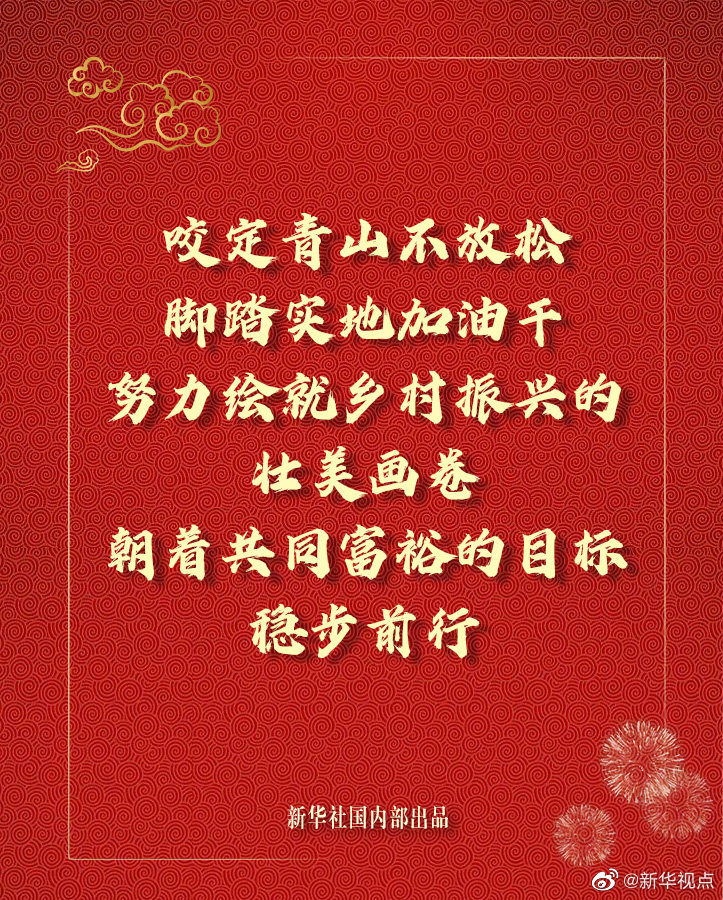 咬定青山不放松
脚踏实地加油干
努力绘就乡村振兴的
壮美画卷
朝着共同富裕的目标
稳步前行
新华社国内部出品
@新华视点